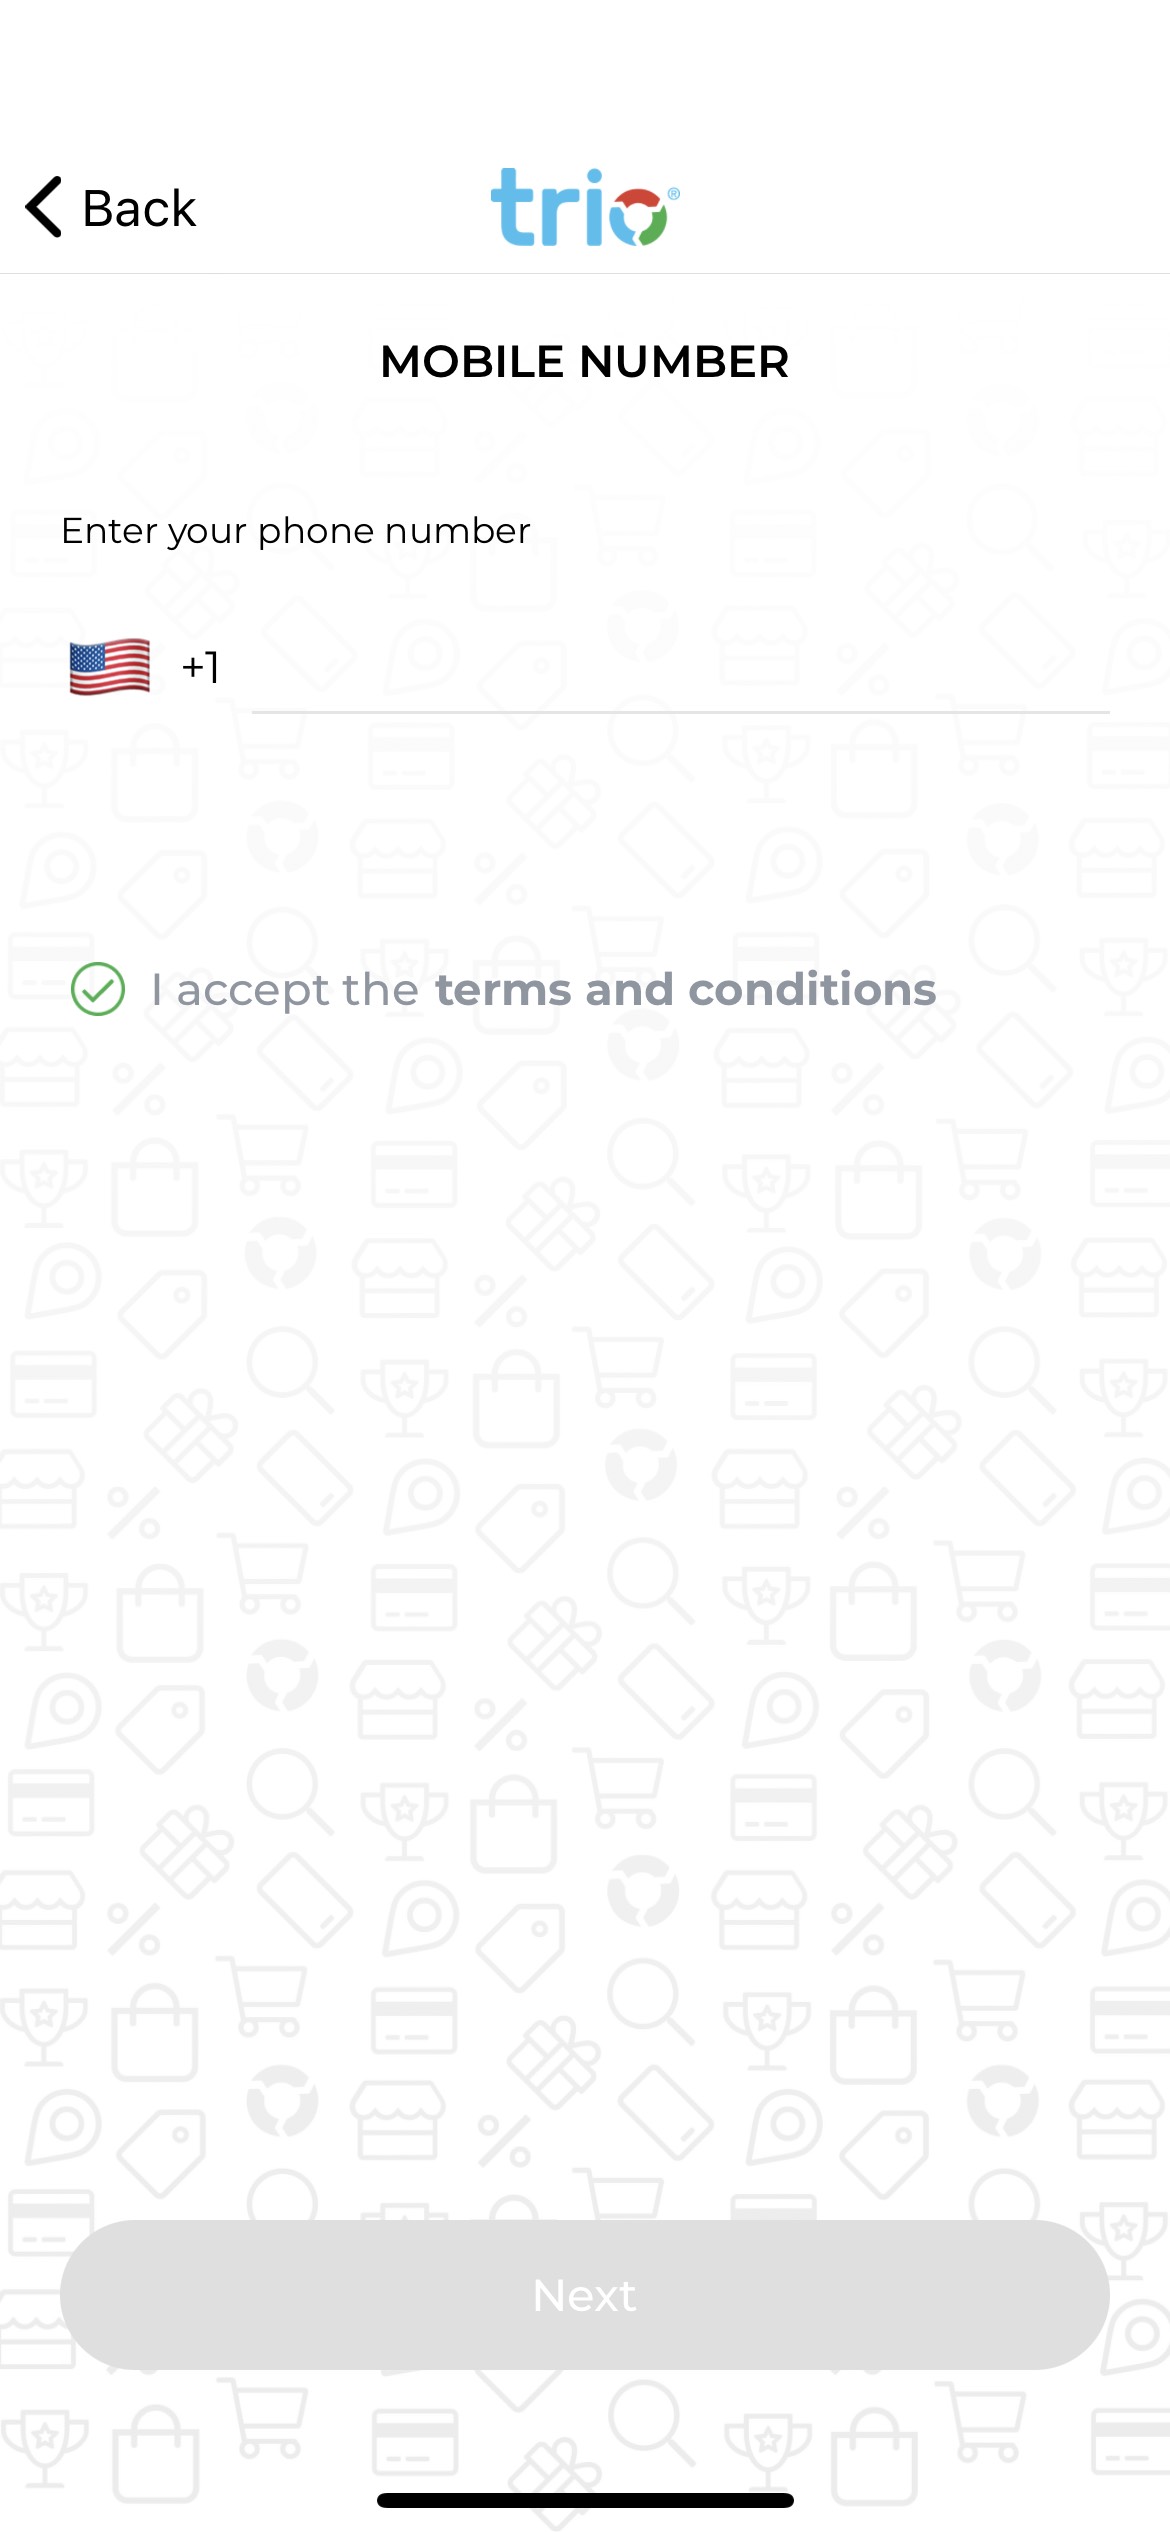 Back
trio®
MOBILE NUMBER
Enter your phone number
+1
I accept the terms and conditions
Next